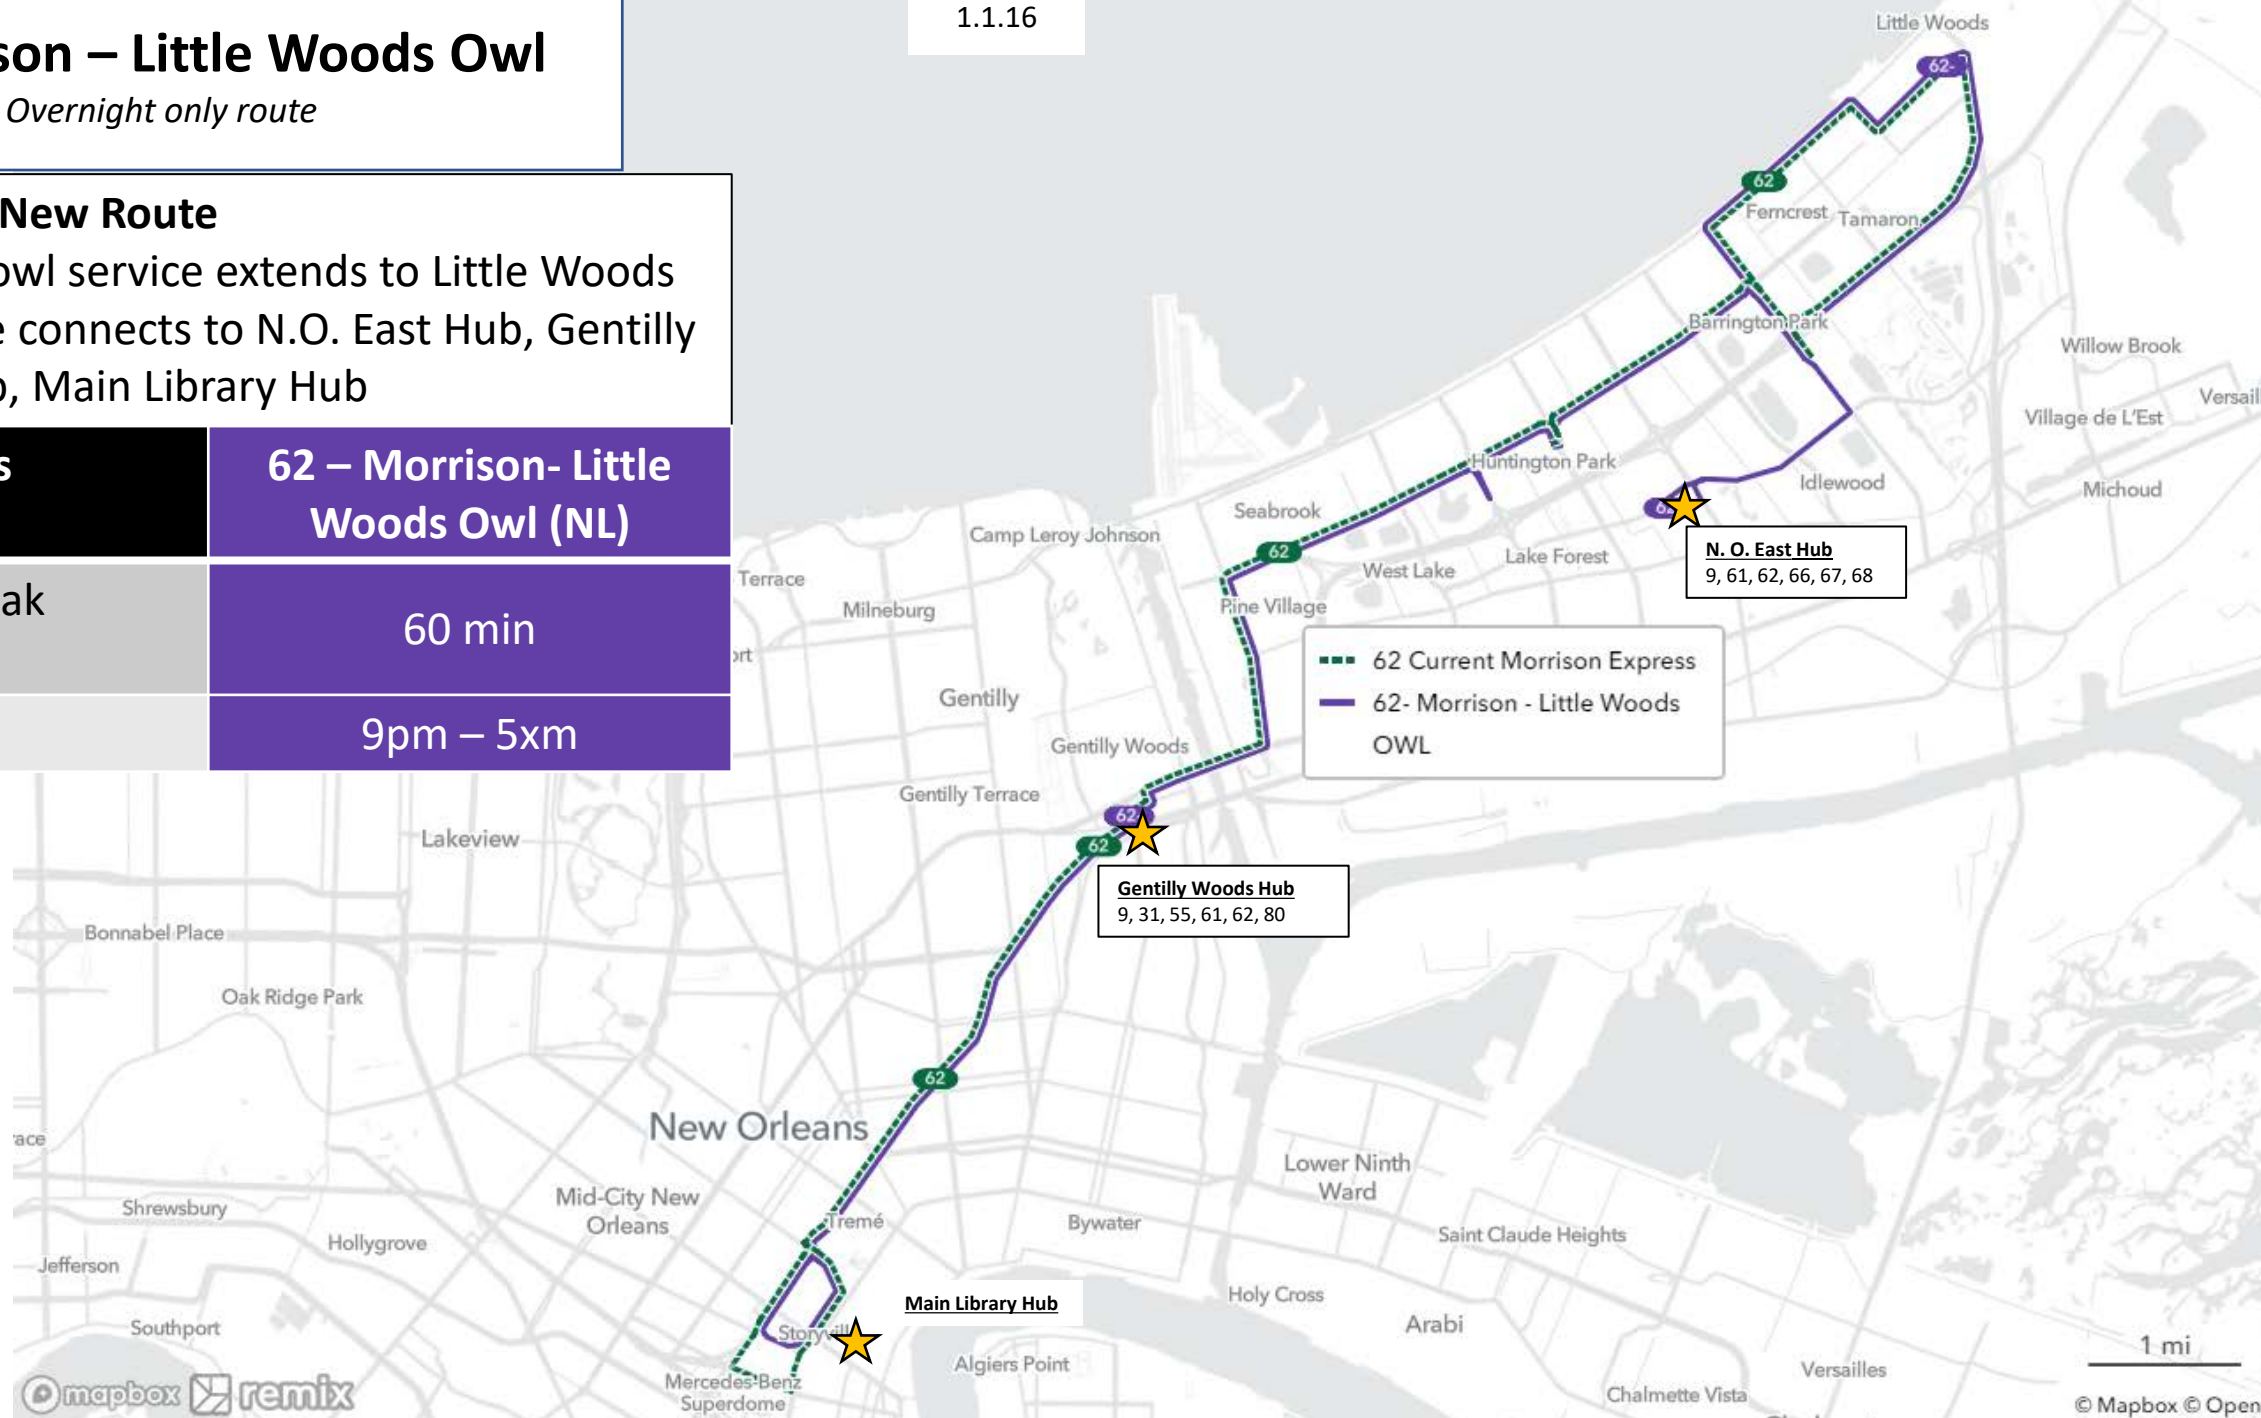 1.1.16
son – Little Woods Owl
Overnight only route
New Route
owl service extends to Little Woods
e connects to N.O. East Hub, Gentilly
, Main Library Hub
s
62 – Morrison- Little
Woods Owl (NL)
ak
60 min
9pm – 5xm
Little Woods
62-
62
Ferncrest
Tamaron
Barrington Park
Willow Brook
Versail
Village de L'Est
Huntington Park
Idlewood
Michoud
Seabrook
Camp Leroy Johnson
62
West Lake
Lake Forest
N. O. East Hub
9, 61, 62, 66, 67, 68
Terrace
Milneburg
Pine Village
ort
62 Current Morrison Express
62- Morrison - Little Woods
OWL
Gentilly
Gentilly Woods
Gentilly Terrace
62
62
Lakeview
Gentilly Woods Hub
9, 31, 55, 61, 62, 80
Bonnabel Place
Oak Ridge Park
62
New Orleans
ace
Lower Ninth
Ward
Mid-City New
Orleans
Shrewsbury
Tremé
Bywater
Saint Claude Heights
Hollygrove
Jefferson
Main Library Hub
Holy Cross
Arabi
Southport
Storyvill
1 mi
Algiers Point
Versailles
Mercedes-Benz
Superdome
mapbox
remix
Chalmette Vista
© Mapbox © Open